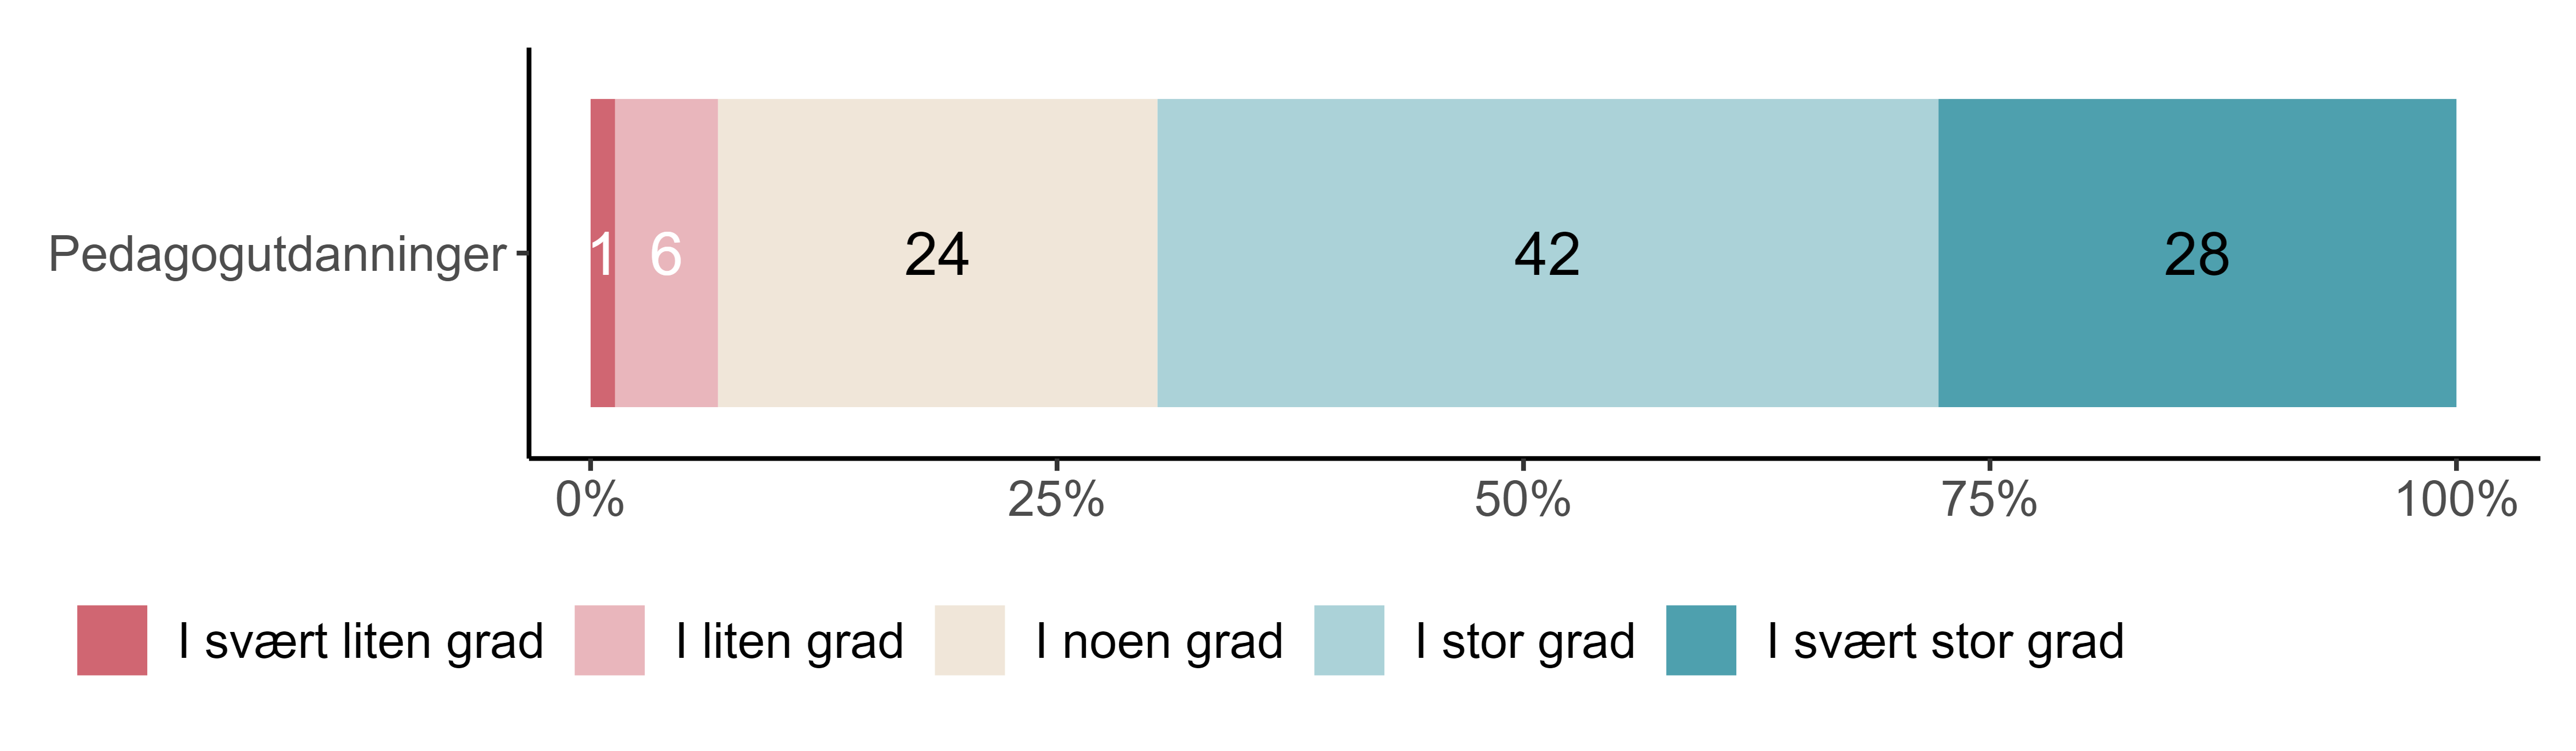 Pedagogutdanninger 1 6 24 42 28
0% 25% 50% 75% 100%
I svært liten grad I liten grad I noen grad I stor grad I svært stor grad